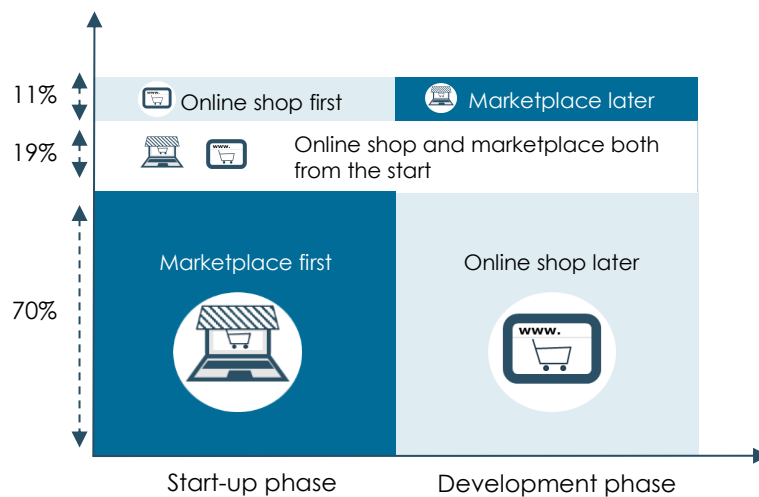 11%
Online shop first
Marketplace later
19%
www.
Online shop and marketplace both
from the start
Marketplace first
Online shop later
70%
www.
Start-up phase
Development phase